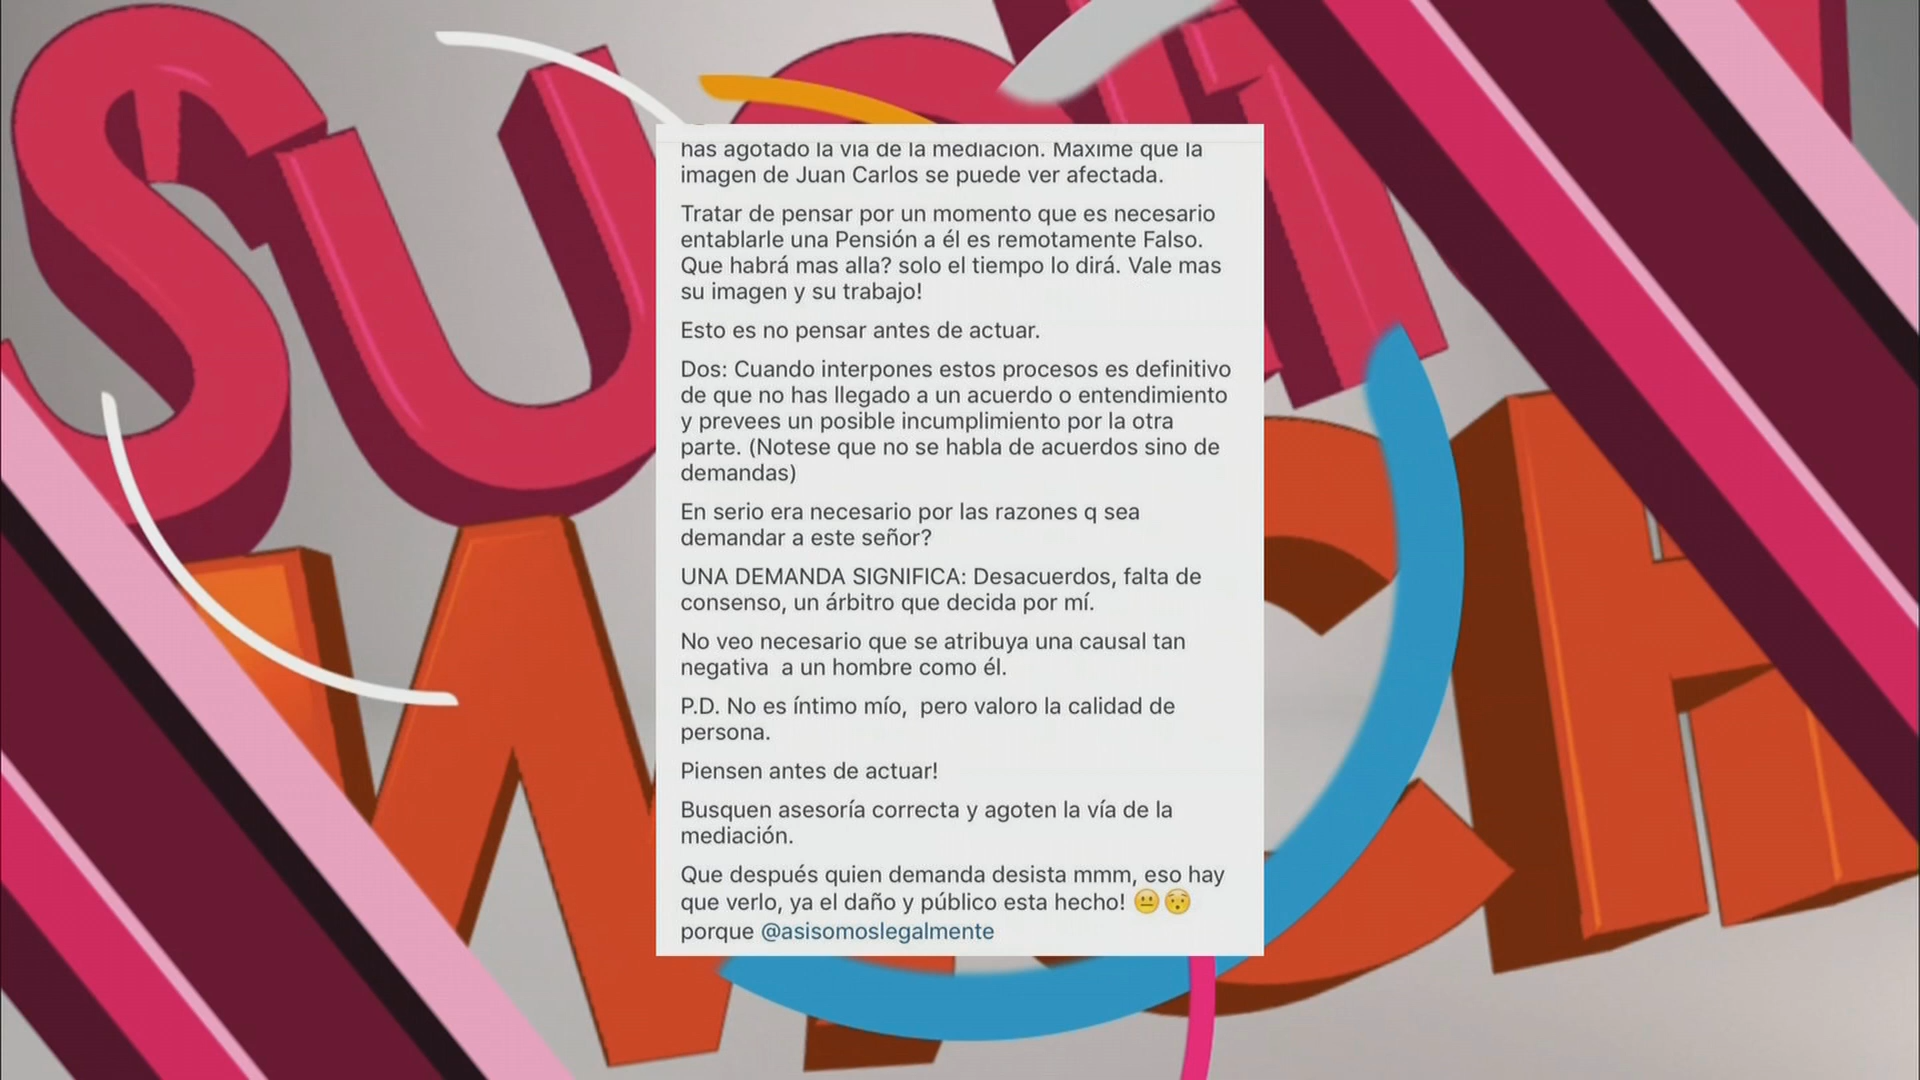 has agotado la vía de la mediación. Máxime que la
imagen de Juan Carlos se puede ver afectada.
Tratar de pensar por un momento que es necesario
entablarle una Pensión a él es remotamente Falso.
Que habrá mas alla? solo el tiempo lo dirá. Vale mas
su imagen y su trabajo!
Esto es no pensar antes de actuar.
Dos: Cuando interpones estos procesos es definitivo
de que no has llegado a un acuerdo o entendimiento
y prevees un posible incumplimiento por la otra
parte. (Notese que no se habla de acuerdos sino de
demandas)
En serio era necesario por las razones q sea
demandar a este señor?
UNA DEMANDA SIGNIFICA: Desacuerdos, falta de
consenso, un árbitro que decida por mí.
No veo necesario que se atribuya una causal tan
negativa  a un hombre como él.
P.D. No es íntimo mío,  pero valoro la calidad de
persona.
Piensen antes de actuar!
Busquen asesoría correcta y agoten la vía de la
mediación.
Que después quien demanda desista mmm, eso hay
que verlo, ya el daño y público esta hecho! 😐😯
porque @asisomoslegalmente